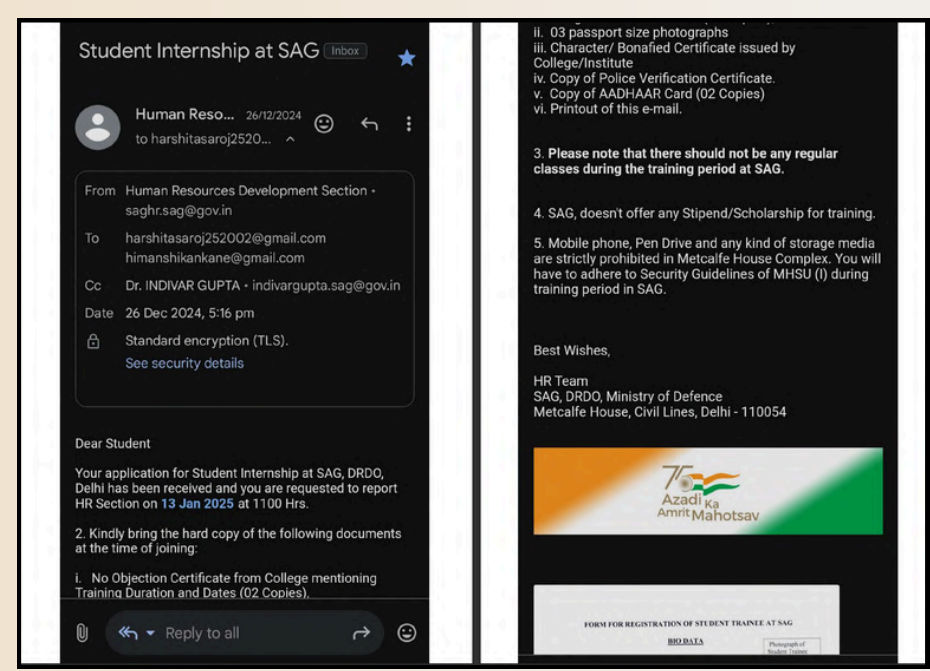 Student Internship at SAG Inbox
Human Reso... 26/12/2024
to harshitasaroj2520...
From Human Resources Development Section •
saghr.sag@gov.in
To harshitasaroj252002@gmail.com
himanshikankane@gmail.com
Cc Dr. INDIVAR GUPTA • indivargupta.sag@gov.in
Date 26 Dec 2024, 5:16 pm
Standard encryption (TLS).
See security details
Dear Student
Your application for Student Internship at SAG, DRDO,
Delhi has been received and you are requested to report
HR Section on 13 Jan 2025 at 1100 Hrs.
2. Kindly bring the hard copy of the following documents
at the time of joining:
i. No Objection Certificate from College mentioning
Training Duration and Dates (02 Copies).
Reply to all
ii. 03 passport size photographs
iii. Character/ Bonafied Certificate issued by
College/Institute
iv. Copy of Police Verification Certificate.
v. Copy of AADHAAR Card (02 Copies)
vi. Printout of this e-mail.
3. Please note that there should not be any regular
classes during the training period at SAG.
4. SAG, doesn't offer any Stipend/Scholarship for training.
5. Mobile phone, Pen Drive and any kind of storage media
are strictly prohibited in Metcalfe House Complex. You will
have to adhere to Security Guidelines of MHSU (I) during
training period in SAG.
Best Wishes,
HR Team
SAG, DRDO, Ministry of Defence
Metcalfe House, Civil Lines, Delhi - 110054
75
Azadi Ka
Amrit Mahotsav
FORM FOR REGISTRATION OF STUDENT TRAINEE AT SAG
BIO DATA
Photograph of
Student Trainee